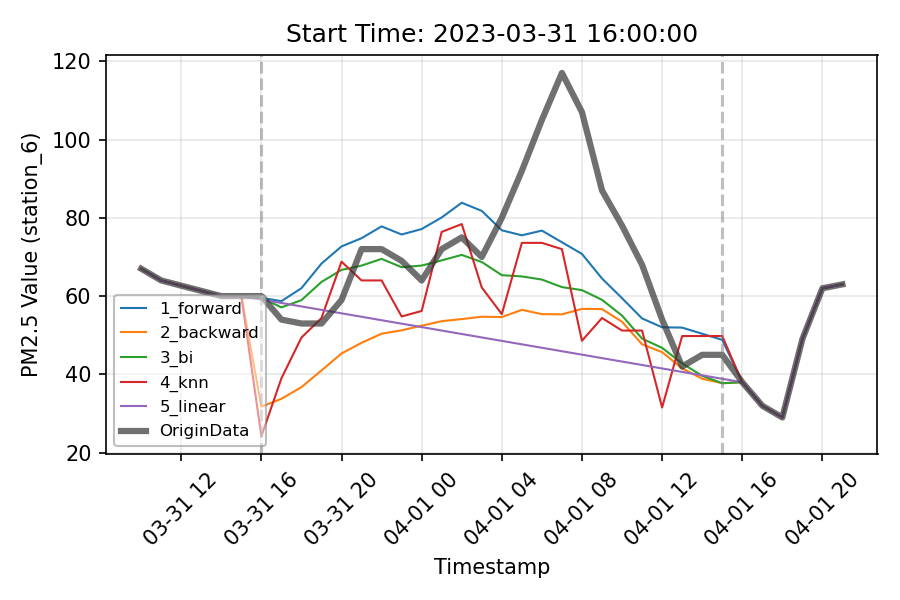 Start Time: 2023-03-31 16:00:00
PM2.5 Value (station_6)
120
100
80
60
40
20
1_forward
2_backward
3_bi
4_knn
5_linear
OriginData
03-31 12
03-31 16
03-31 20
04-01 00
04-01 04
04-01 08
04-01 12
04-01 16
04-01 20
Timestamp